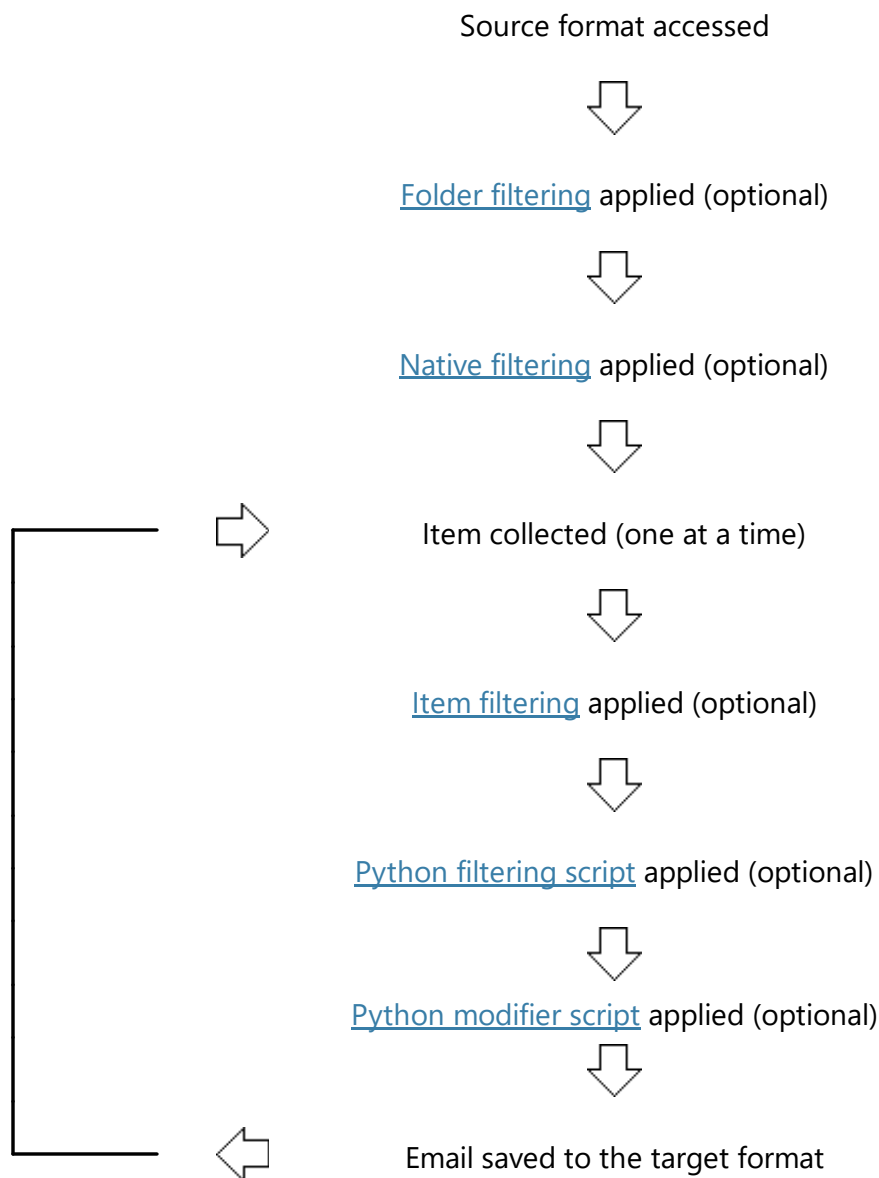 Source format accessed
Folder filtering applied (optional)
Native filtering applied (optional)
Item collected (one at a time)
Item filtering applied (optional)
Python filtering script applied (optional)
Python modifier script applied (optional)
Email saved to the target format